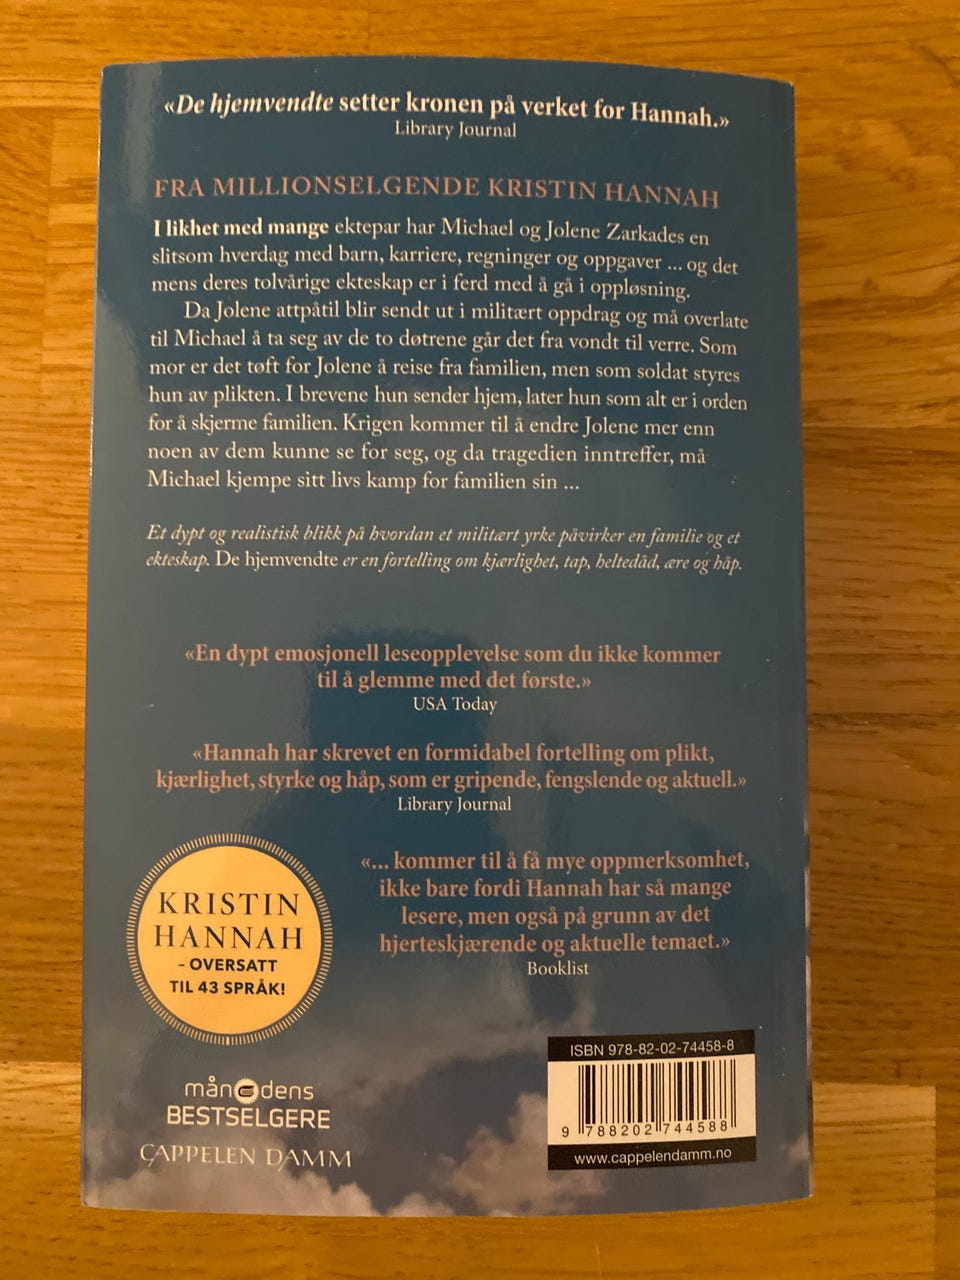 «De hjemvendte setter kronen på verket for Hannah.»
Library Journal
FRA MILLIONSELGENDE KRISTIN HANNAH
I likhet med mange ektepar har Michael og Jolene Zarkades en
slitsom hverdag med barn, karriere, regninger og oppgaver ... og det
mens deres tolvårige ekteskap er i ferd med å gå i oppløsning.
Da Jolene attpåtil blir sendt ut i militært oppdrag og må overlate
til Michael å ta seg av de to døtrene går det fra vondt til verre. Som
mor er det tøft for Jolene å reise fra familien, men som soldat styres
hun av plikten. I brevene hun sender hjem, later hun som alt er i orden
for å skjerme familien. Krigen kommer til å endre Jolene mer enn
noen av dem kunne se for seg, og da tragedien inntreffer, må
Michael kjempe sitt livs kamp for familien sin ...
Et dypt og realistisk blikk på hvordan et militært yrke påvirker en familie og et
ekteskap. De hjemvendte er en fortelling om kjærlighet, tap, heltedåd, ære og håp.
«En dypt emosjonell leseopplevelse som du ikke kommer
til å glemme med det første.»
USA Today
«Hannah har skrevet en formidabel fortelling om plikt,
kjærlighet, styrke og håp, som er gripende, fengslende og aktuell.»
Library Journal
«... kommer til å få mye oppmerksomhet,
ikke bare fordi Hannah har så mange
lesere, men også på grunn av det
hjerteskjærende og aktuelle temaet.»
Booklist
KRISTIN
HANNAH
– OVERSATT
TIL 43 SPRÅK!
månedens
BESTSELGERE
CAPPELEN DAMM
ISBN 978-82-02-74458-8
9 788202 744588
www.cappelendamm.no